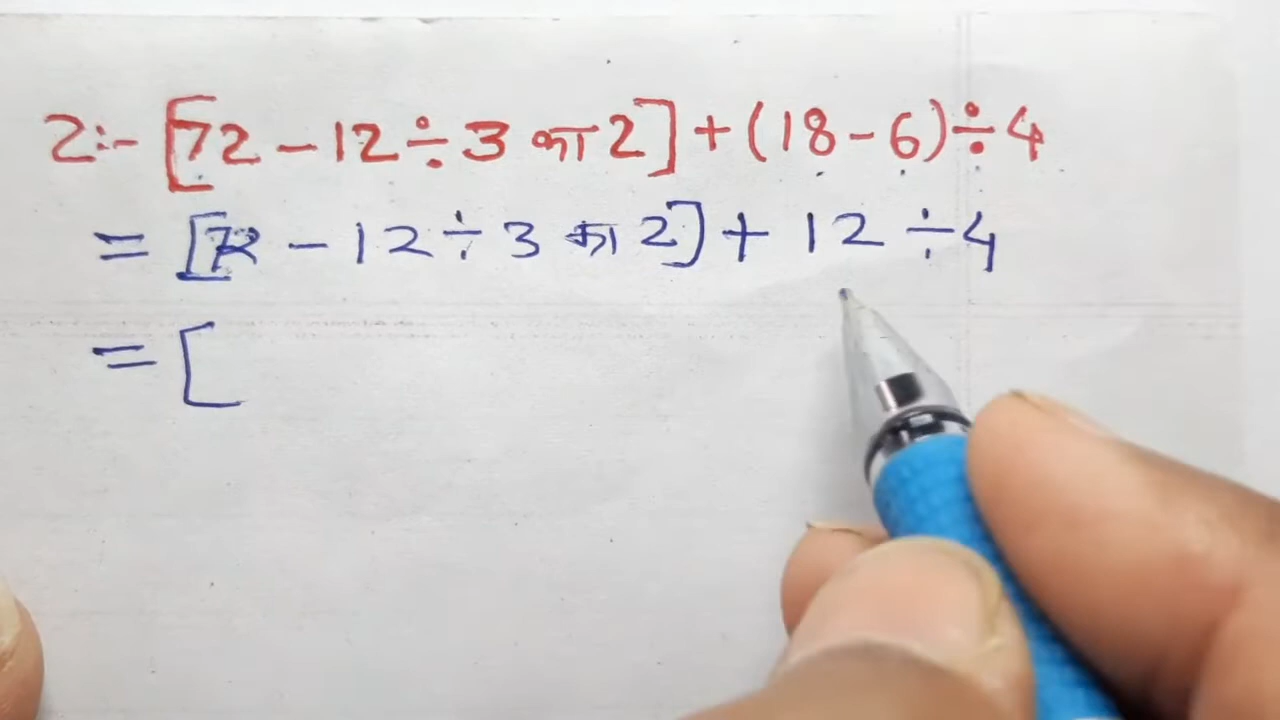 2:- [72 - 12 ÷ 3 का 2] + (18 - 6) ÷ 4
= [72 - 12 ÷ 3 का 2] + 12 ÷ 4
= [